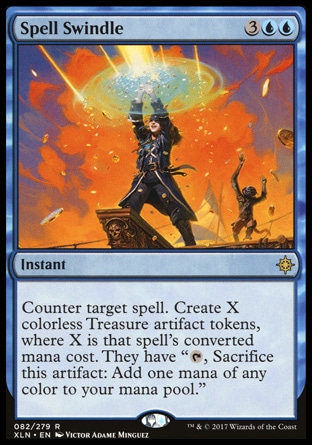 Spell Swindle 3
Instant
Counter target spell. Create X
colorless Treasure artifact tokens,
where X is that spell's converted
mana cost. They have “, Sacrifice
this artifact: Add one mana of any
color to your mana pool.”
082/279 R
XLN • EN Victor Adame Minguez
™ & © 2017 Wizards of the Coast